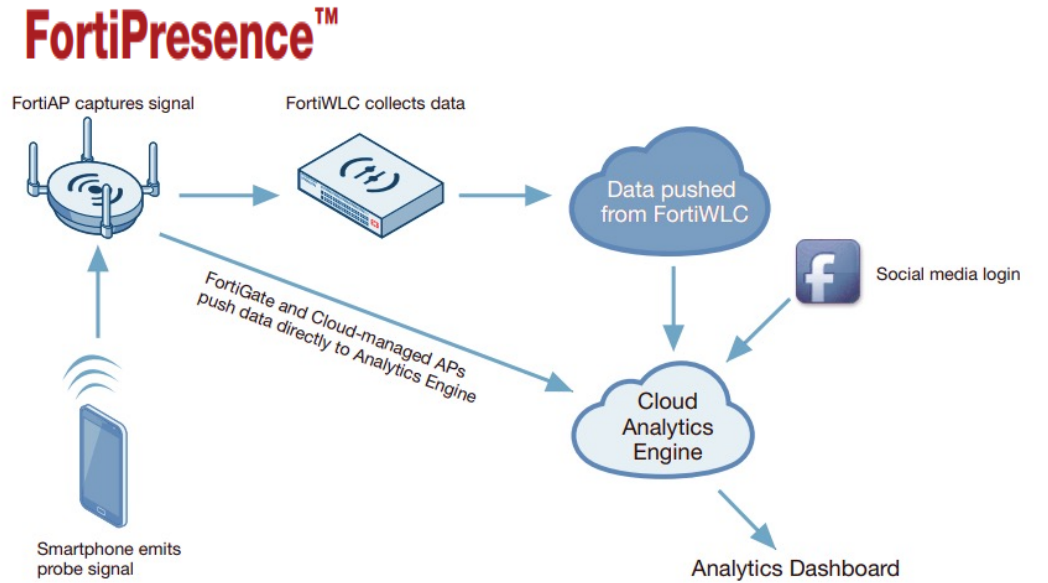 FortiPresence™
FortiAP captures signal
FortiWLC collects data
Data pushed
from FortiWLC
f
Social media login
FortiGate and Cloud-managed APs
push data directly to Analytics Engine
Cloud
Analytics
Engine
Smartphone emits
probe signal
Analytics Dashboard